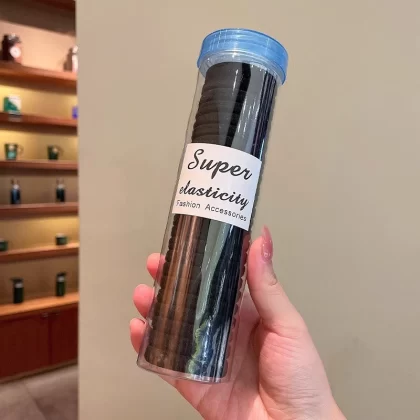 Super
elasticity
Fashion Accessories